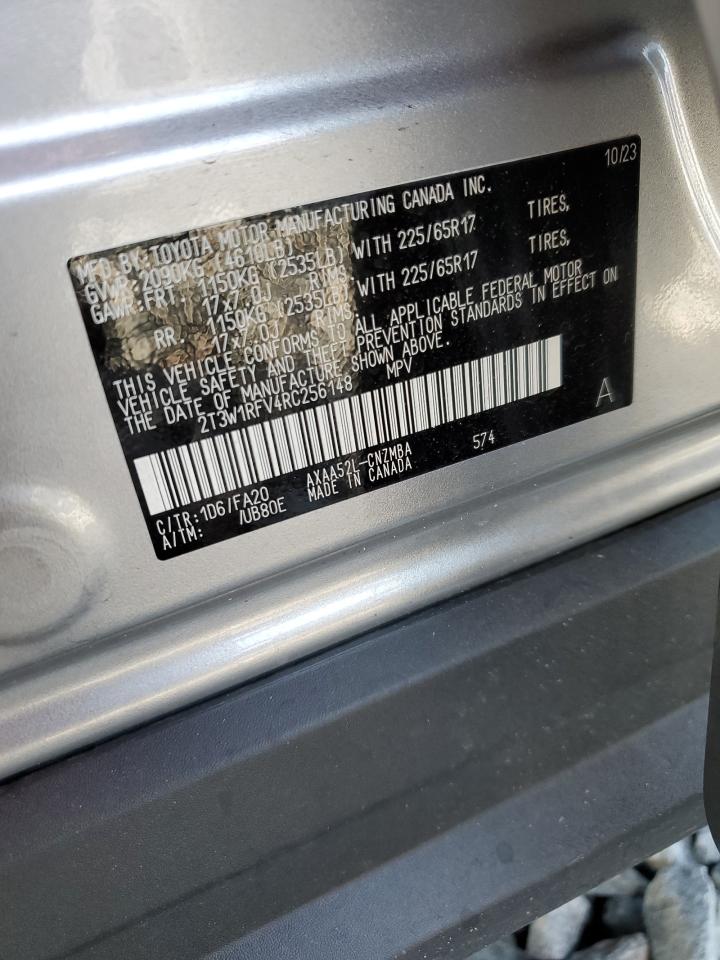 10/23
MFD BY: TOYOTA MOTOR MANUFACTURING CANADA INC.
GVWR: 2090KG (4610LB)
GAWR:FRT: 1150KG (2535LB) WITH 225/65R17 TIRES,
17x7.0J RIMS
RR. 1150KG (2535LB) WITH 225/65R17 TIRES,
17x7.0J RIMS
THIS VEHICLE CONFORMS TO ALL APPLICABLE FEDERAL MOTOR
VEHICLE SAFETY AND THEFT PREVENTION STANDARDS IN EFFECT ON
THE DATE OF MANUFACTURE SHOWN ABOVE.
2T3W1RFV4RC256148 MPV
A
C/TR:1D6/FA20 AXAA52L-CNZMBA 574
A/TM: /UB80E MADE IN CANADA